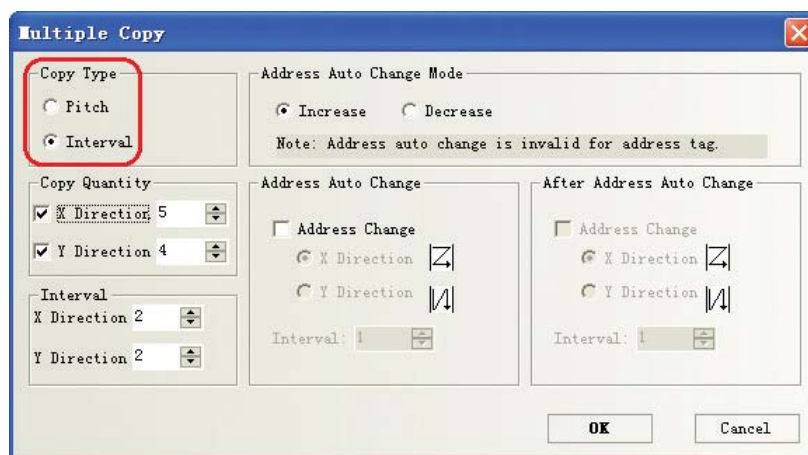 Multiple Copy
Copy Type
Pitch
Interval
Address Auto Change Mode
Increase Decrease
Note: Address auto change is invalid for address tag.
Copy Quantity
X Direction 5
Y Direction 4
Interval
X Direction 2
Y Direction 2
Address Auto Change
Address Change
X Direction
Y Direction
Interval: 1
After Address Auto Change
Address Change
X Direction
Y Direction
Interval: 1
OK Cancel